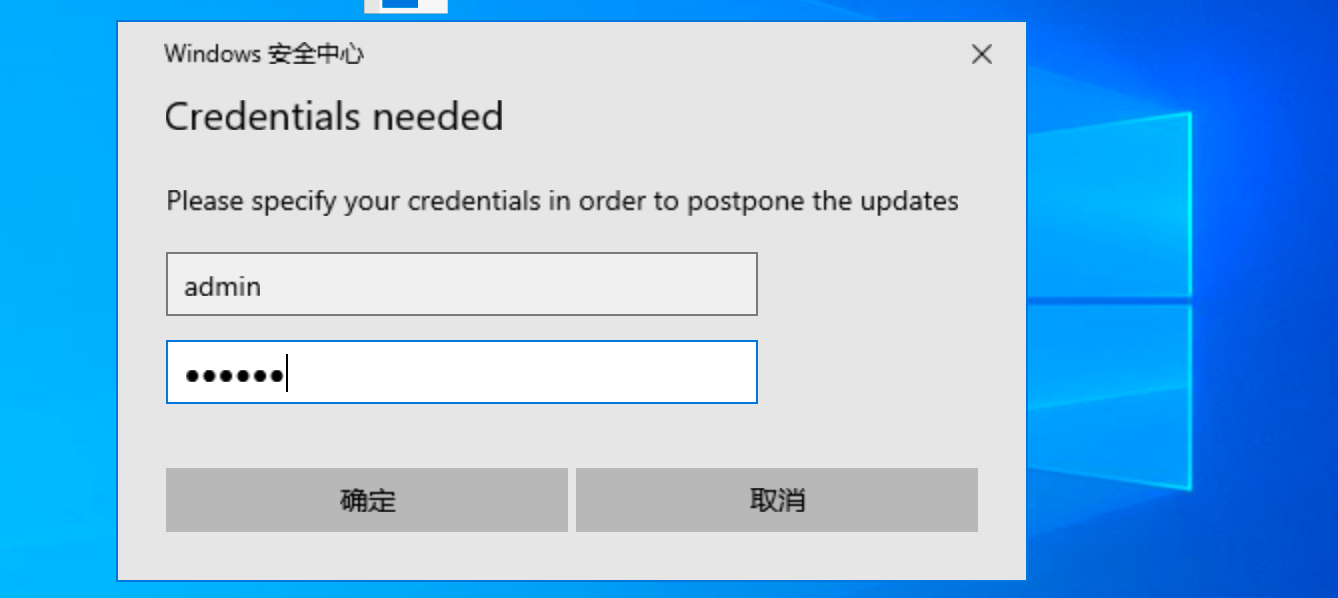 Windows 安全中心
Credentials needed
Please specify your credentials in order to postpone the updates
admin
••••••
确定
取消